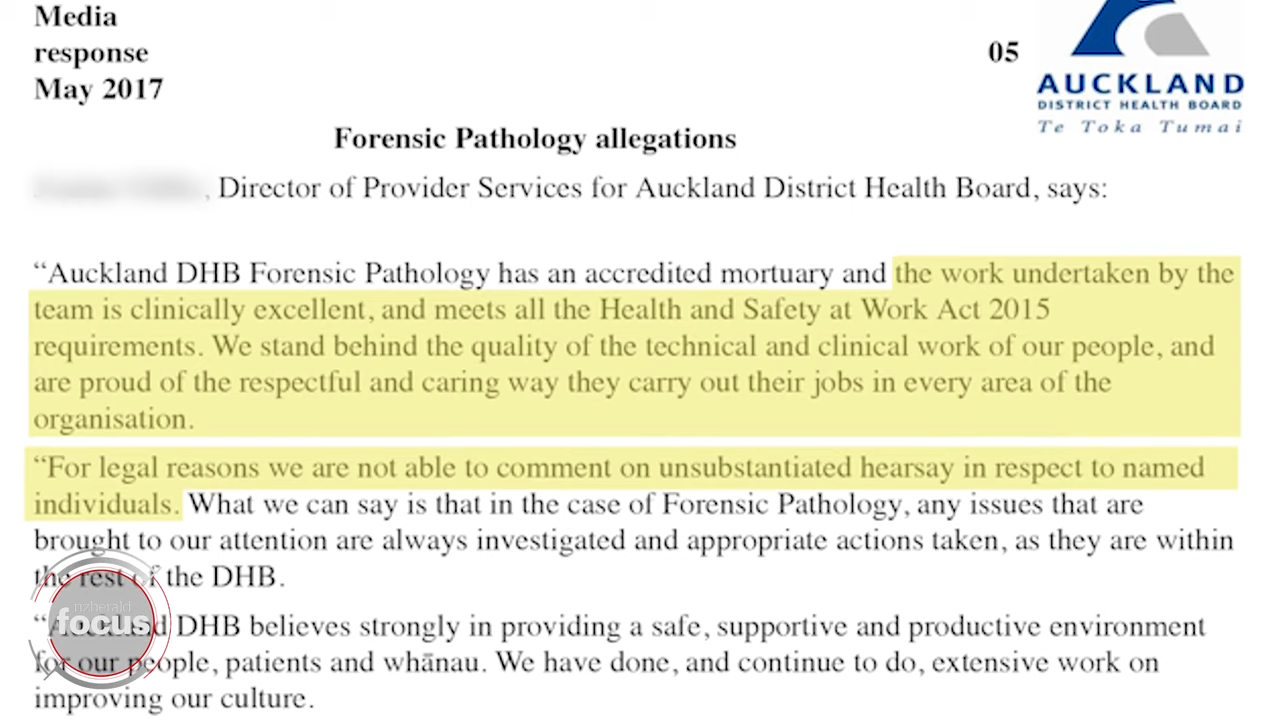 Media
response
May 2017
05
AUCKLAND
DISTRICT HEALTH BOARD
Te Toka Tumai
Forensic Pathology allegations
, Director of Provider Services for Auckland District Health Board, says:
“Auckland DHB Forensic Pathology has an accredited mortuary and the work undertaken by the
team is clinically excellent, and meets all the Health and Safety at Work Act 2015
requirements. We stand behind the quality of the technical and clinical work of our people, and
are proud of the respectful and caring way they carry out their jobs in every area of the
organisation.
“For legal reasons we are not able to comment on unsubstantiated hearsay in respect to named
individuals. What we can say is that in the case of Forensic Pathology, any issues that are
brought to our attention are always investigated and appropriate actions taken, as they are within
the rest of the DHB.
“Auckland DHB believes strongly in providing a safe, supportive and productive environment
for our people, patients and whānau. We have done, and continue to do, extensive work on
improving our culture.
nzherald
focus